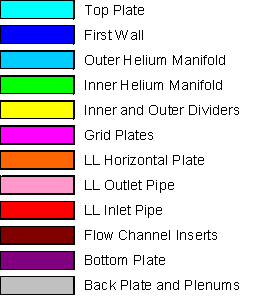 Top Plate
First Wall
Outer Helium Manifold
Inner Helium Manifold
Inner and Outer Dividers
Grid Plates
LL Horizontal Plate
LL Outlet Pipe
LL Inlet Pipe
Flow Channel Inserts
Bottom Plate
Back Plate and Plenums